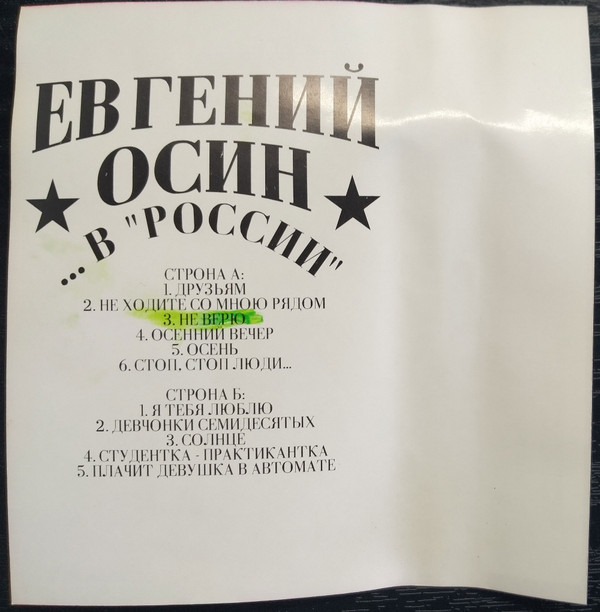 ЕВГЕНИЙ
ОСИН
... В "РОССИИ"
СТРОНА А:
1. ДРУЗЬЯМ
2. НЕ ХОДИТЕ СО МНОЮ РЯДОМ
3. НЕ ВЕРЮ
4. ОСЕННИЙ ВЕЧЕР
5. ОСЕНЬ
6. СТОП, СТОП ЛЮДИ...
СТРОНА Б:
1. Я ТЕБЯ ЛЮБЛЮ
2. ДЕВЧОНКИ СЕМИДЕСЯТЫХ
3. СОЛНЦЕ
4. СТУДЕНТКА - ПРАКТИКАНТКА
5. ПЛАЧИТ ДЕВУШКА В АВТОМАТЕ